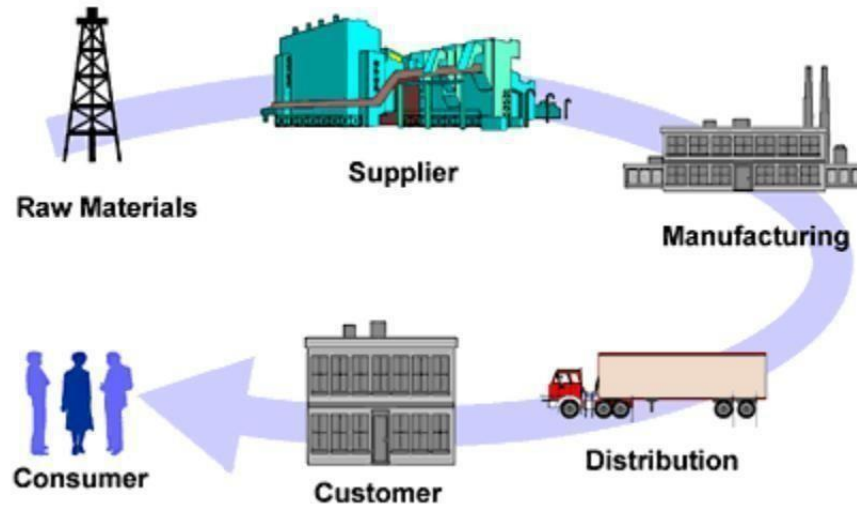 Raw Materials
Supplier
Manufacturing
Distribution
Customer
Consumer